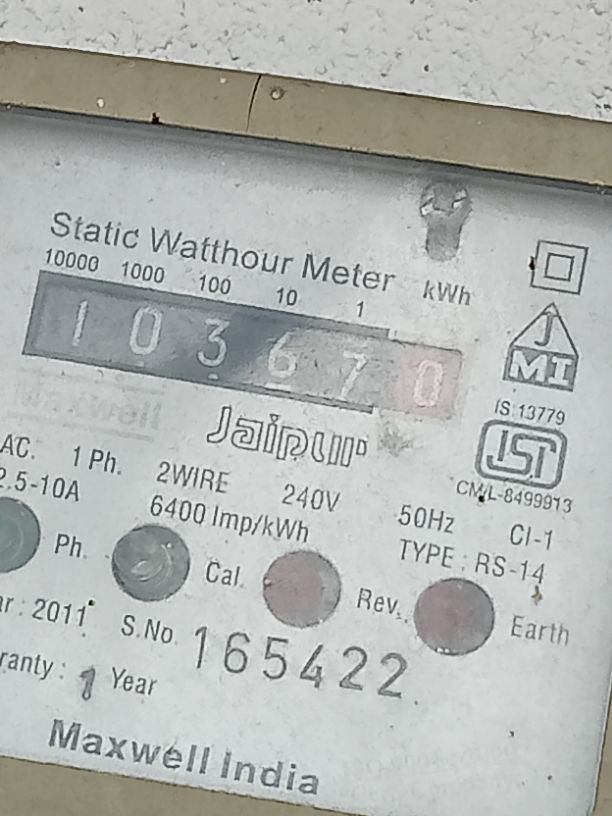 Static Watthour Meter
10000 1000 100 10 1 kWh
1 0 3 6 7 0
J
MI
IS:13779
Jaipur
CM/L-8499913
AC. 1 Ph. 2WIRE 240V 50Hz Cl-1
2.5-10A 6400 Imp/kWh TYPE : RS-14
Ph. Cal. Rev. Earth
ar : 2011 S.No. 165422
ranty : 1 Year
Maxwell India